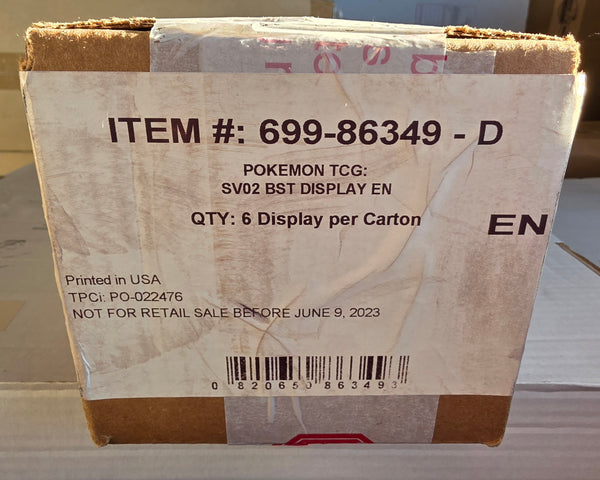 ITEM #: 699-86349 - D
POKEMON TCG:
SV02 BST DISPLAY EN
QTY: 6 Display per Carton
EN
Printed in USA
TPCi: PO-022476
NOT FOR RETAIL SALE BEFORE JUNE 9, 2023
0 820650 863493